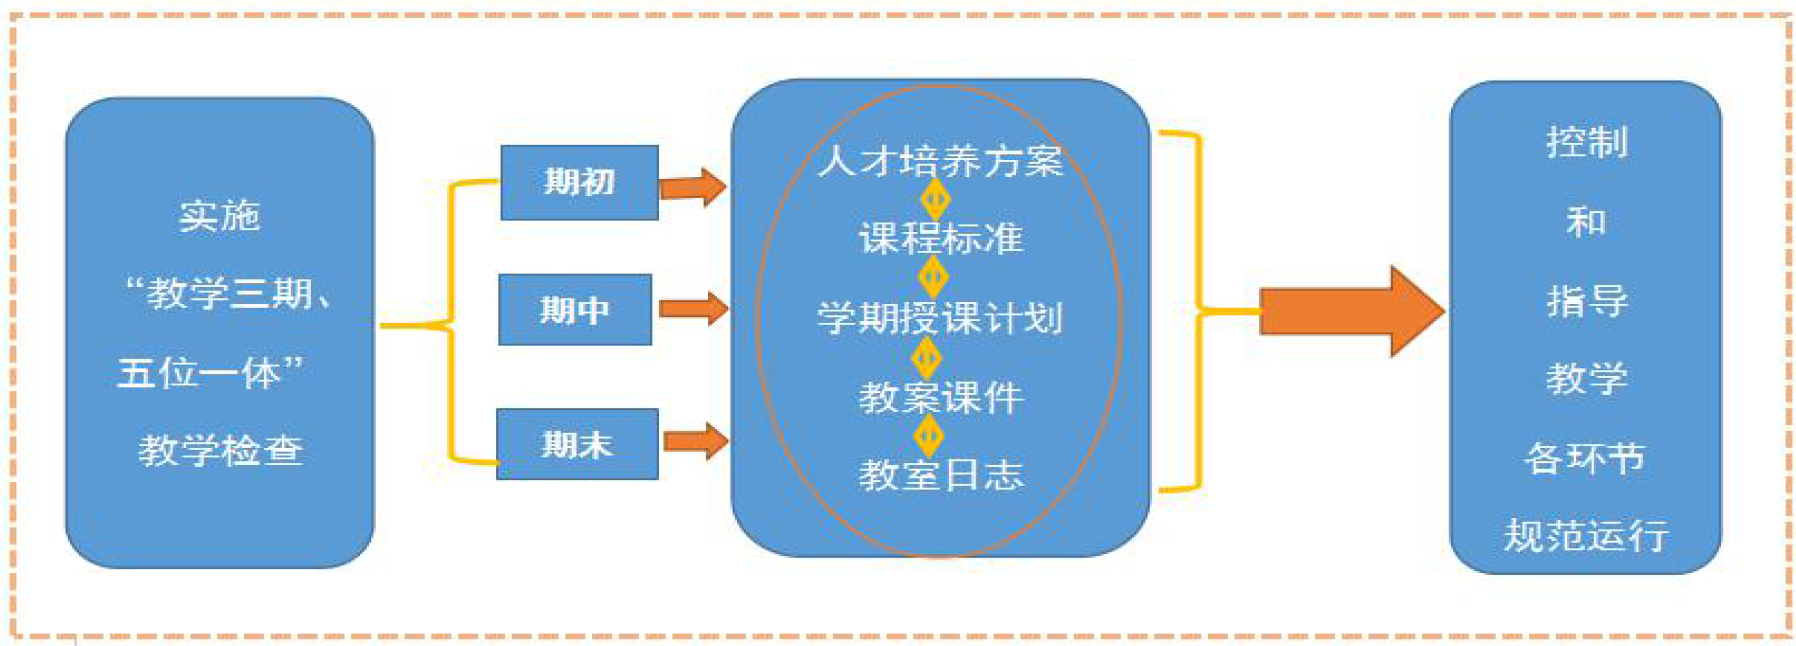 实施
“教学三期、
五位一体”
教学检查
期初
期中
期末
人才培养方案
课程标准
学期授课计划
教案课件
教室日志
控制
和
指导
教学
各环节
规范运行